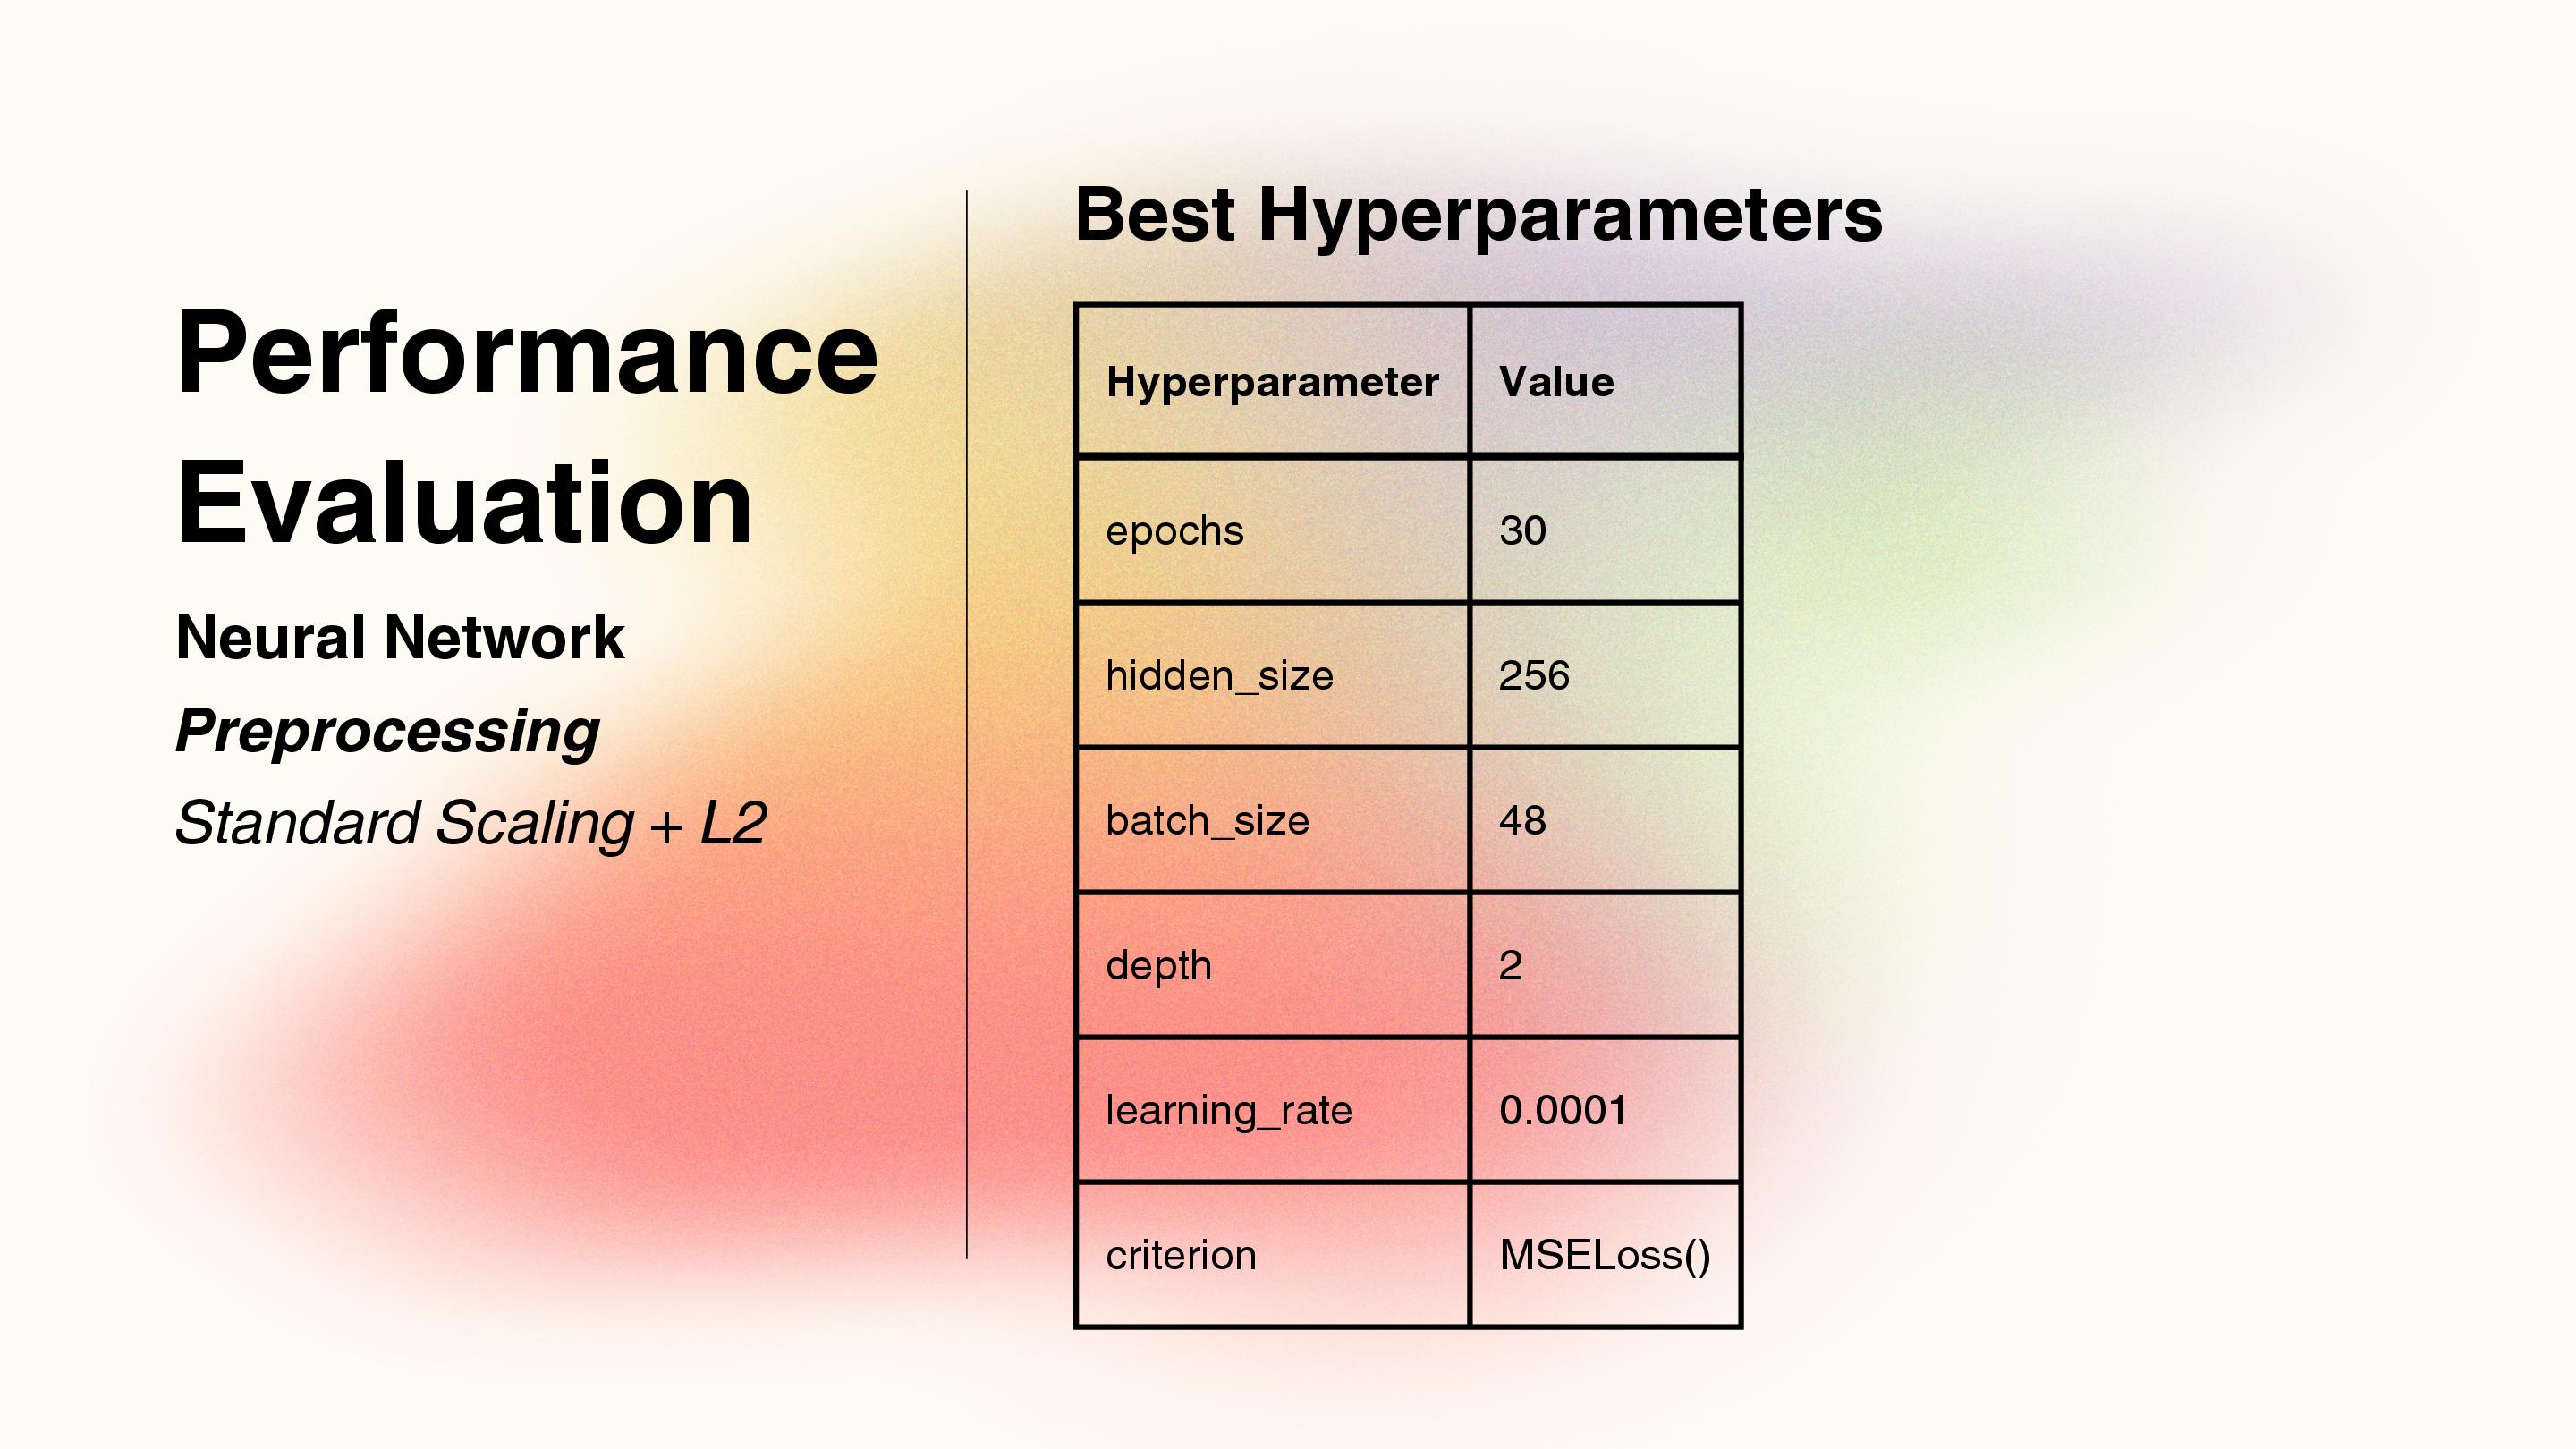 Performance
Evaluation
Neural Network
Preprocessing
Standard Scaling + L2
Best Hyperparameters
Hyperparameter Value
epochs 30
hidden_size 256
batch_size 48
depth 2
learning_rate 0.0001
criterion MSELoss()